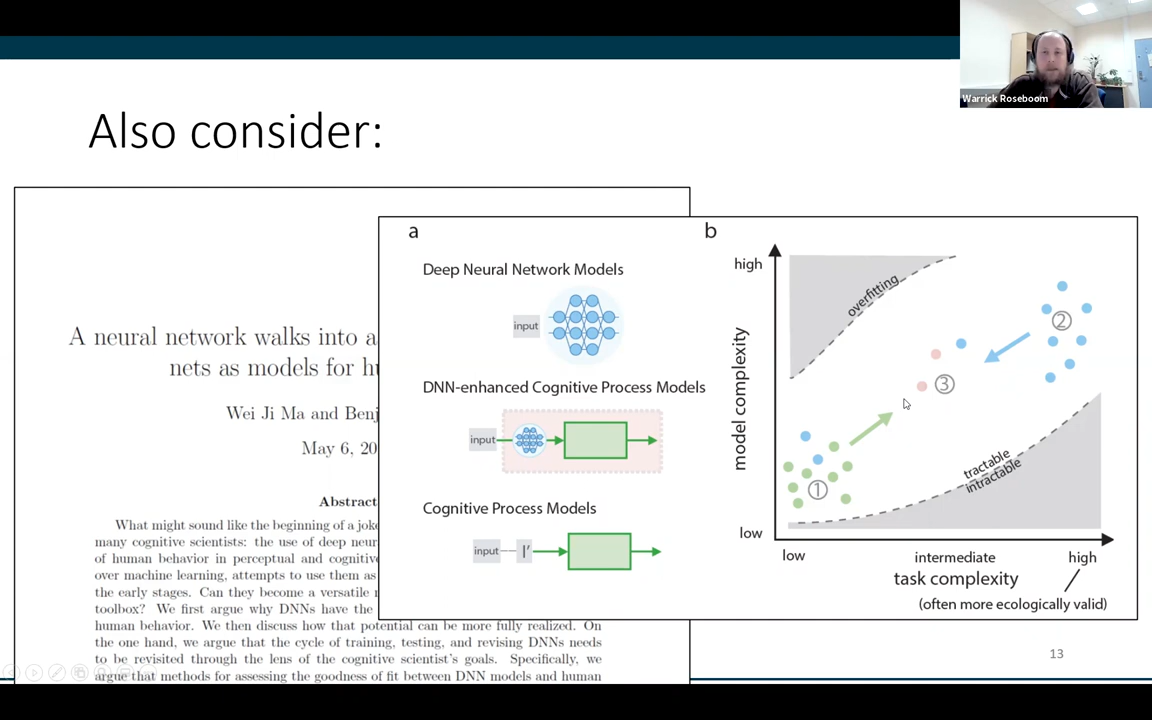 Warrick Roseboom
Also consider:
A neural network walks into a
nets as models for hu
Wei Ji Ma and Benj
May 6, 20
Abstract
What might sound like the beginning of a joke
many cognitive scientists: the use of deep neur
of human behavior in perceptual and cognitive
over machine learning, attempts to use them as
the early stages. Can they become a versatile
toolbox? We first argue why DNNs have the
human behavior. We then discuss how that potential can be more fully realized. On
the one hand, we argue that the cycle of training, testing, and revising DNNs needs
to be revisited through the lens of the cognitive scientist's goals. Specifically, we
argue that methods for assessing the goodness of fit between DNN models and human
a
Deep Neural Network Models
input
DNN-enhanced Cognitive Process Models
input
Cognitive Process Models
input
I'
b
high
overfitting
②
③
model complexity
①
tractable
intractable
low
low
intermediate
high
task complexity
(often more ecologically valid)
13